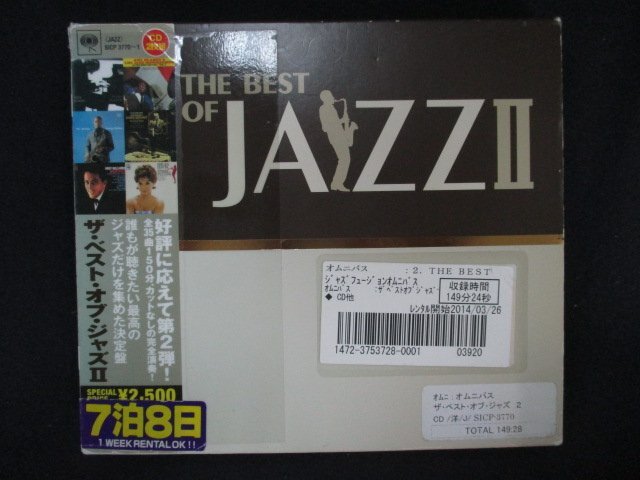 〈JAZZ〉
SICP 3770~1
CD
2枚組
THE BEST
OF
JAZZ II
好評に応えて第2弾!
全35曲150分、カットなしの完全演奏!
誰もが聴きたい最高の
ジャズだけを集めた決定盤
ザ・ベスト・オブ・ジャズII
SPECIAL
PRICE
¥2,500
7泊8日
1 WEEK RENTAL OK!!
オムニバス : 2. THE BEST
ジャズフュージョンオムニバス
オムニバス :ザベストオブジャズ
◆ CD他
収録時間
149分24秒
レンタル開始2014/03/26
1472-3753728-0001 03920
オムニ:オムニバス
ザ・ベスト・オブ・ジャズ 2
CD /洋/J/ SICP-3770
TOTAL 149:28